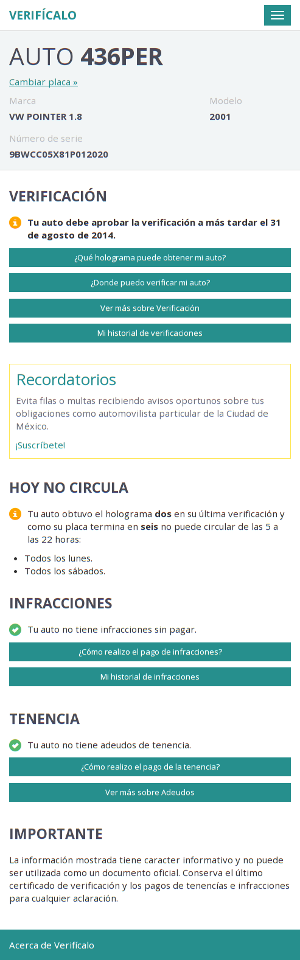 VERIFÍCALO
AUTO 436PER
Cambiar placa »
Marca Modelo
VW POINTER 1.8 2001
Número de serie
9BWCC05X81P012020
VERIFICACIÓN
Tu auto debe aprobar la verificación a más tardar el 31
de agosto de 2014.
¿Qué holograma puede obtener mi auto?
¿Donde puedo verificar mi auto?
Ver más sobre Verificación
Mi historial de verificaciones
Recordatorios
Evita filas o multas recibiendo avisos oportunos sobre tus
obligaciones como automovilista particular de la Ciudad de
México.
¡Suscríbete!
HOY NO CIRCULA
Tu auto obtuvo el holograma dos en su última verificación y
como su placa termina en seis no puede circular de las 5 a
las 22 horas:
Todos los lunes.
Todos los sábados.
INFRACCIONES
Tu auto no tiene infracciones sin pagar.
¿Cómo realizo el pago de infracciones?
Mi historial de infracciones
TENENCIA
Tu auto no tiene adeudos de tenencia.
¿Cómo realizo el pago de la tenencia?
Ver más sobre Adeudos
IMPORTANTE
La información mostrada tiene caracter informativo y no puede
ser utilizada como un documento oficial. Conserva el último
certificado de verificación y los pagos de tenencias e infracciones
para cualquier aclaración.
Acerca de Verifícalo